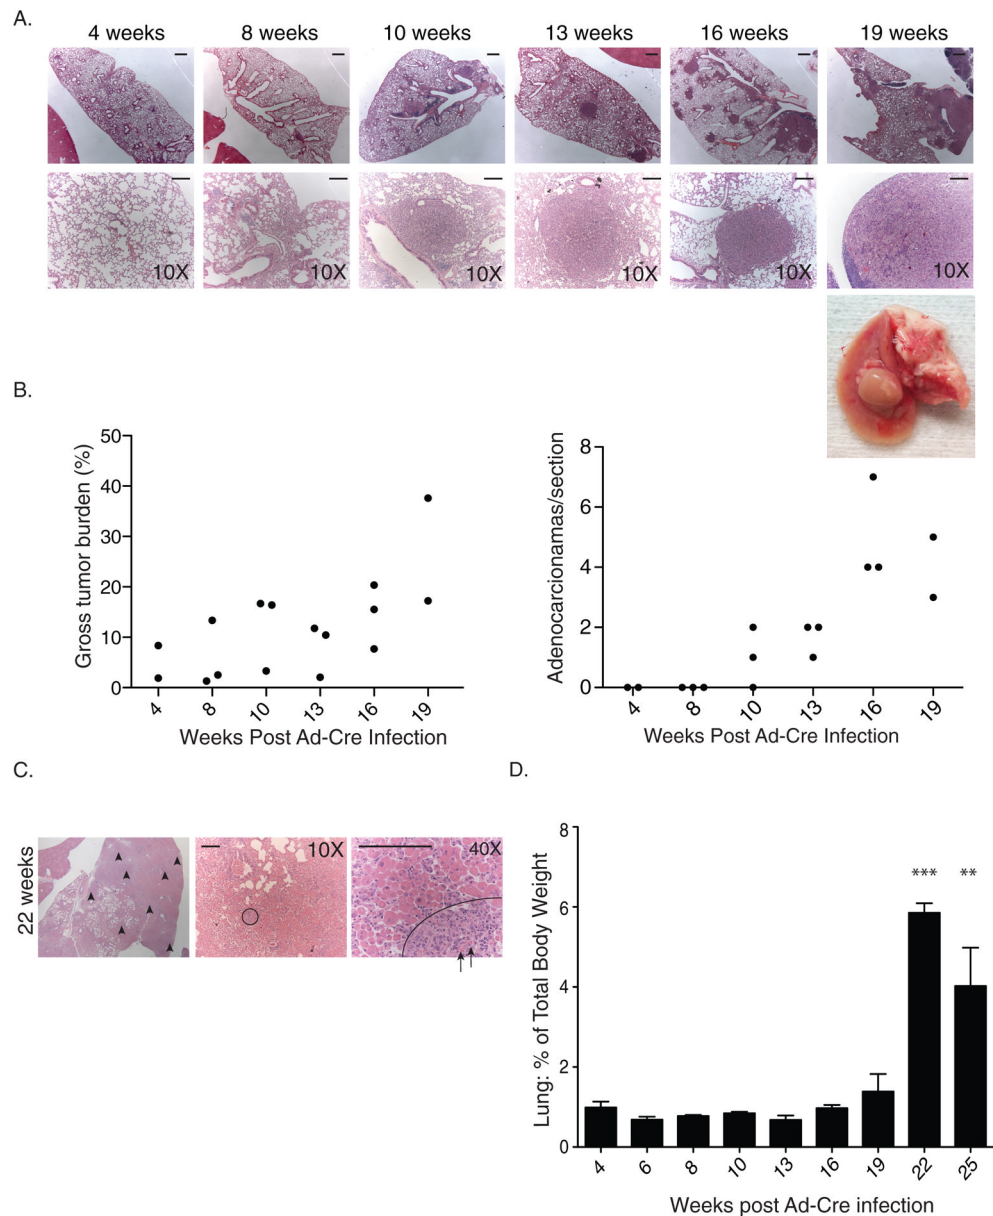 A.
4 weeks 8 weeks 10 weeks 13 weeks 16 weeks 19 weeks
10X 10X 10X 10X 10X 10X
B.
Gross tumor burden (%)
50
40
30
20
10
0
4 8 10 13 16 19
Weeks Post Ad-Cre Infection
Adenocarcionamas/section
8
6
4
2
0
4 8 10 13 16 19
Weeks Post Ad-Cre Infection
C.
22 weeks
10X 40X
D.
Lung: % of Total Body Weight
8
6
4
2
0
*** **
4 6 8 10 13 16 19 22 25
Weeks post Ad-Cre infection